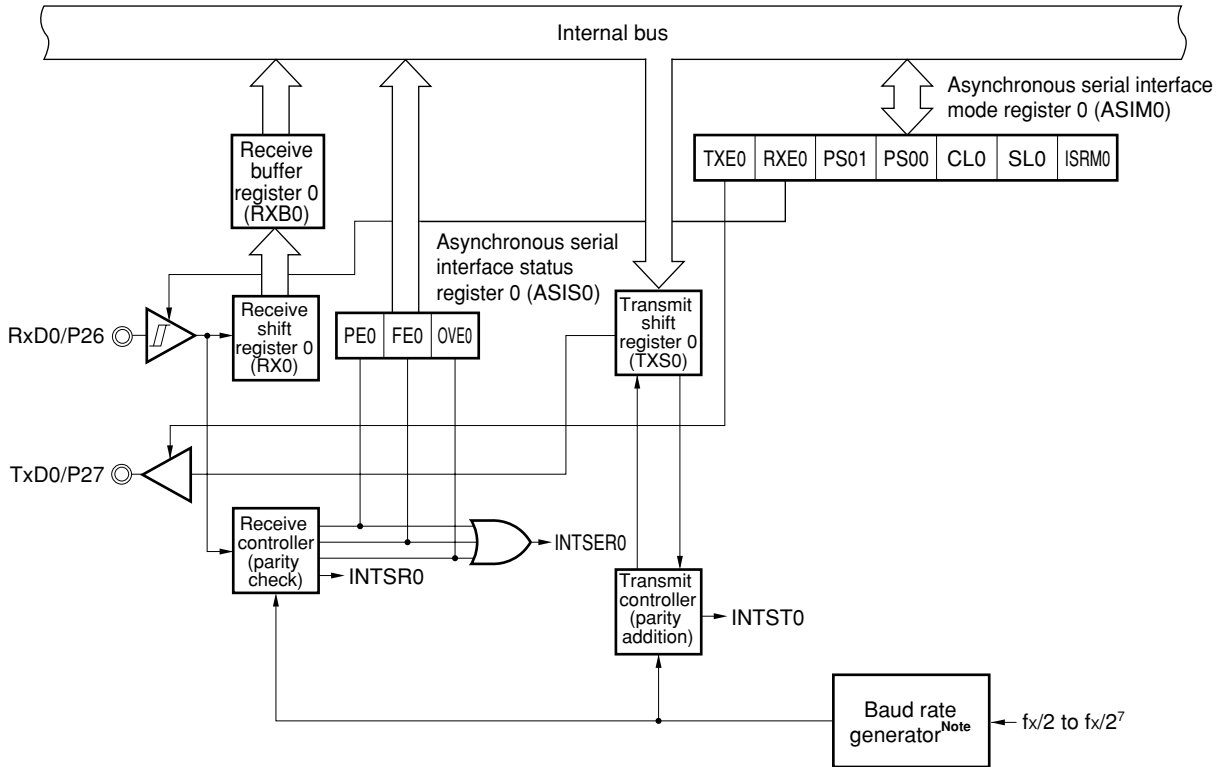 Internal bus
Asynchronous serial interface
mode register 0 (ASIM0)
Receive
buffer
register 0
(RXB0)
TXE0 RXE0 PS01 PS00 CL0 SL0 ISRM0
Asynchronous serial
interface status
register 0 (ASIS0)
RxD0/P26
Receive
shift
register 0
(RX0)
PE0 FE0 OVE0
Transmit
shift
register 0
(TXS0)
TxD0/P27
Receive
controller
(parity
check)
INTSER0
INTSR0
Transmit
controller
(parity
addition)
INTST0
Baud rate
generatorNote
fx/2 to fx/2⁷